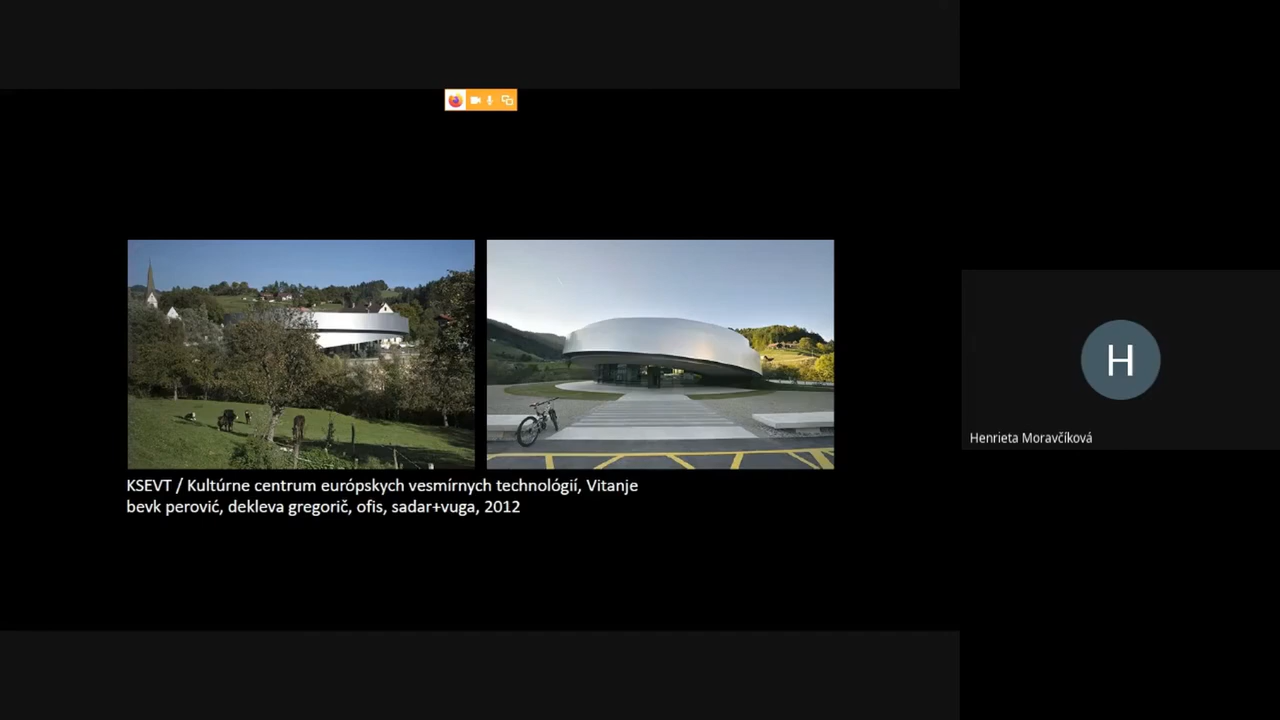 KSEVT / Kultúrne centrum európskych vesmírnych technológií, Vitanje
bevk perović, dekleva gregorič, ofis, sadar+vuga, 2012
H
Henrieta Moravčíková